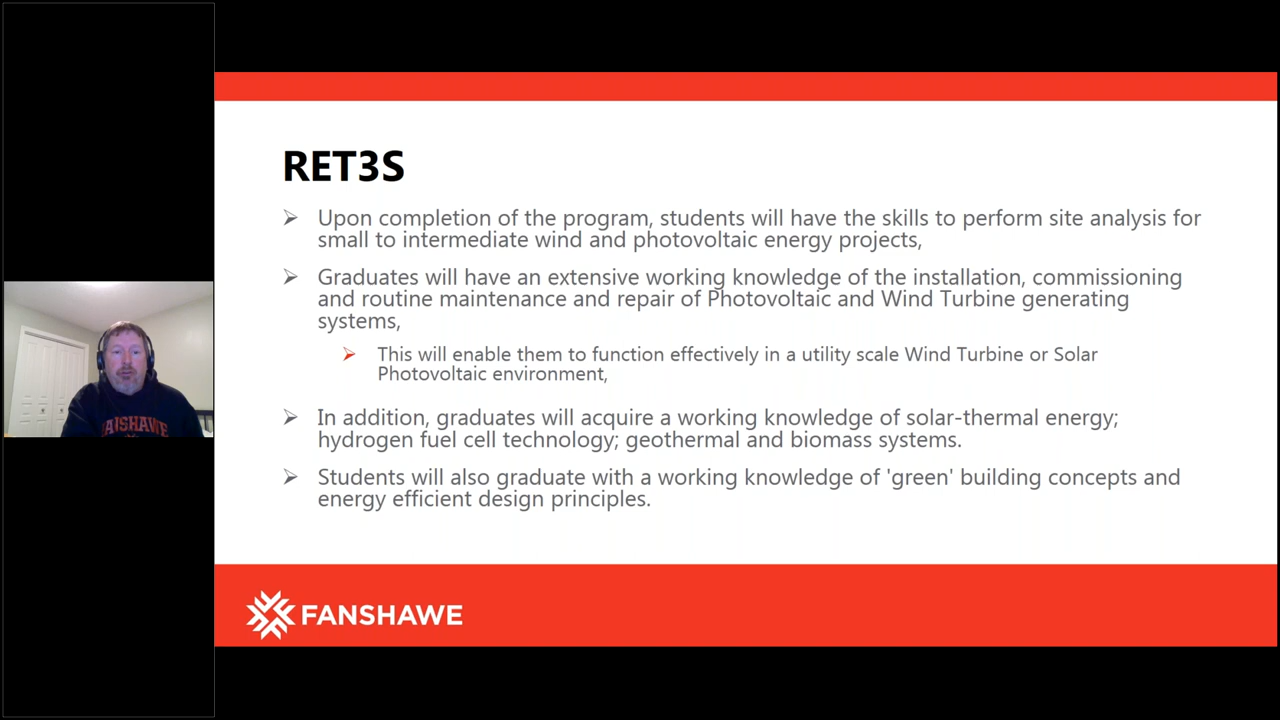 RET3S
Upon completion of the program, students will have the skills to perform site analysis for
small to intermediate wind and photovoltaic energy projects,
Graduates will have an extensive working knowledge of the installation, commissioning
and routine maintenance and repair of Photovoltaic and Wind Turbine generating
systems,
This will enable them to function effectively in a utility scale Wind Turbine or Solar
Photovoltaic environment,
In addition, graduates will acquire a working knowledge of solar-thermal energy;
hydrogen fuel cell technology; geothermal and biomass systems.
Students will also graduate with a working knowledge of 'green' building concepts and
energy efficient design principles.
FANSHAWE
FANSHAWE